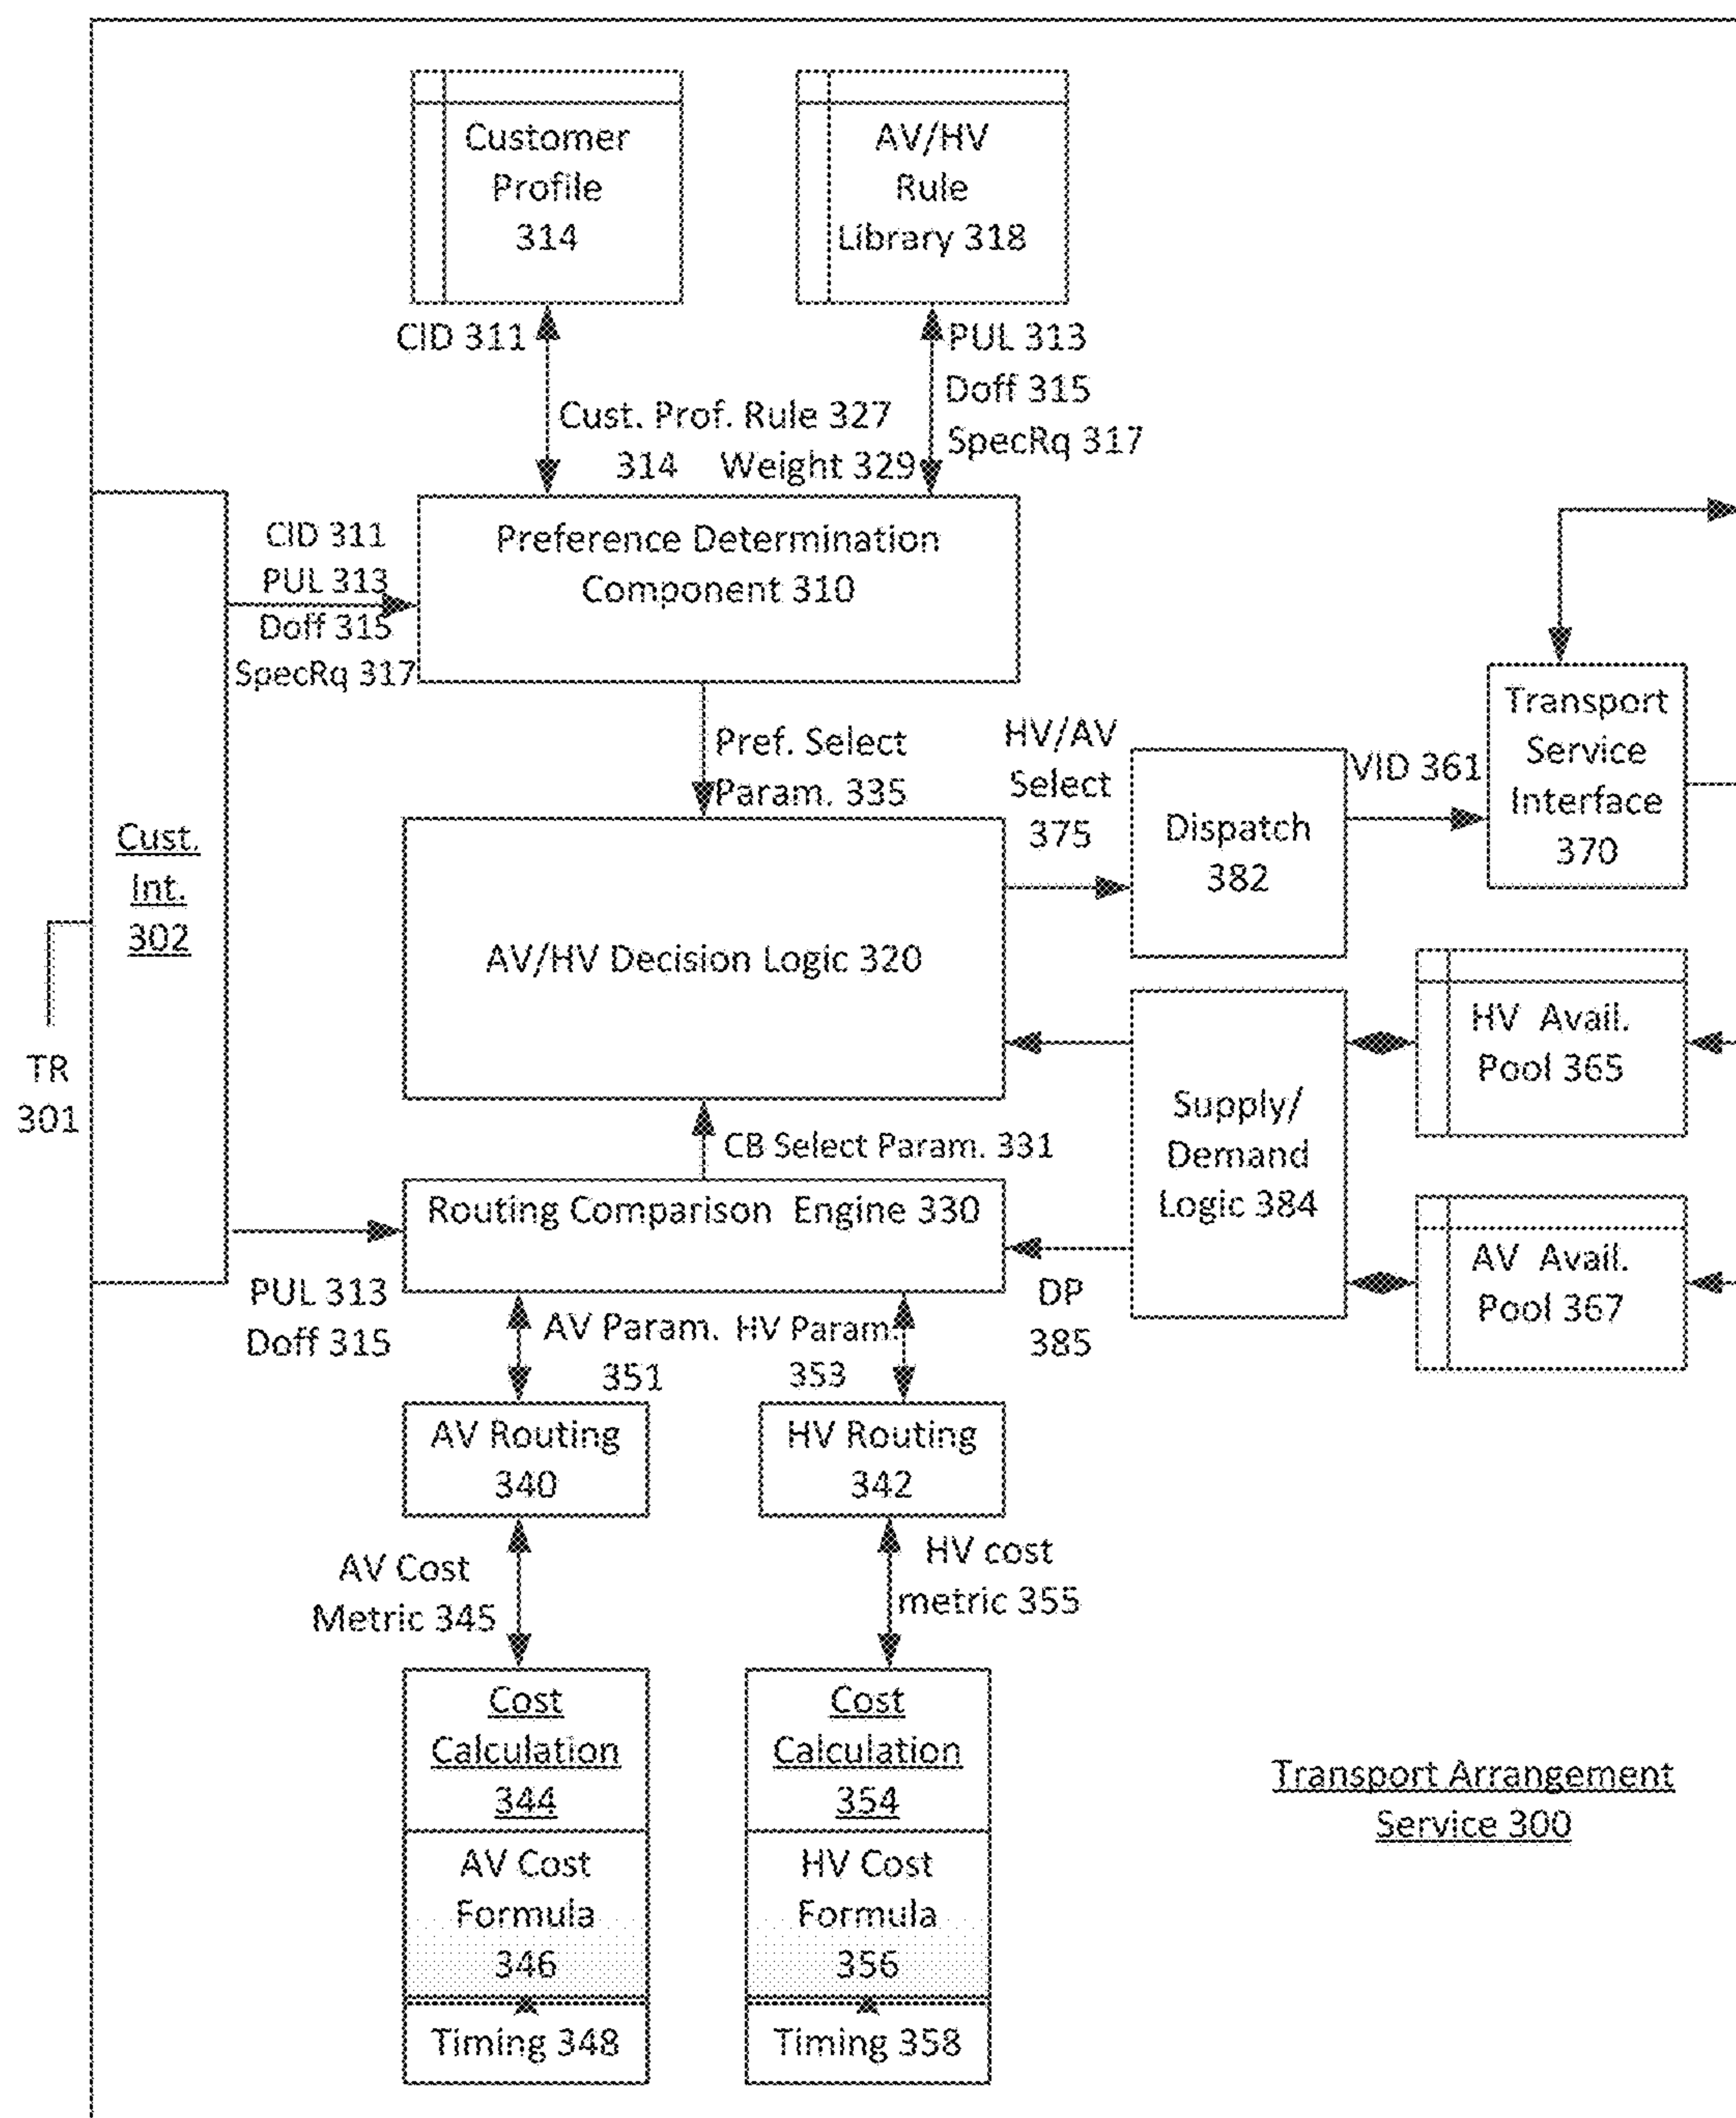 Customer
Profile
314
AV/HV
Rule
Library 318
CID 311
PUL 313
Doff 315
SpecRq 317
Cust. Prof. Rule 327
314 Weight 329
CID 311
PUL 313
Doff 315
SpecRq 317
Preference Determination
Component 310
Pref. Select
Param. 335
HV/AV
Select
375
Dispatch
382
VID 361
Transport
Service
Interface
370
Cust.
Int.
302
TR
301
AV/HV Decision Logic 320
HV Avail.
Pool 365
Supply/
Demand
Logic 384
CB Select Param. 331
Routing Comparison Engine 330
AV Avail.
Pool 367
PUL 313
Doff 315
DP
385
AV Param.
351
HV Param.
353
AV Routing
340
HV Routing
342
AV Cost
Metric 345
HV cost
metric 355
Cost
Calculation
344
AV Cost
Formula
346
Timing 348
Cost
Calculation
354
HV Cost
Formula
356
Timing 358
Transport Arrangement
Service 300